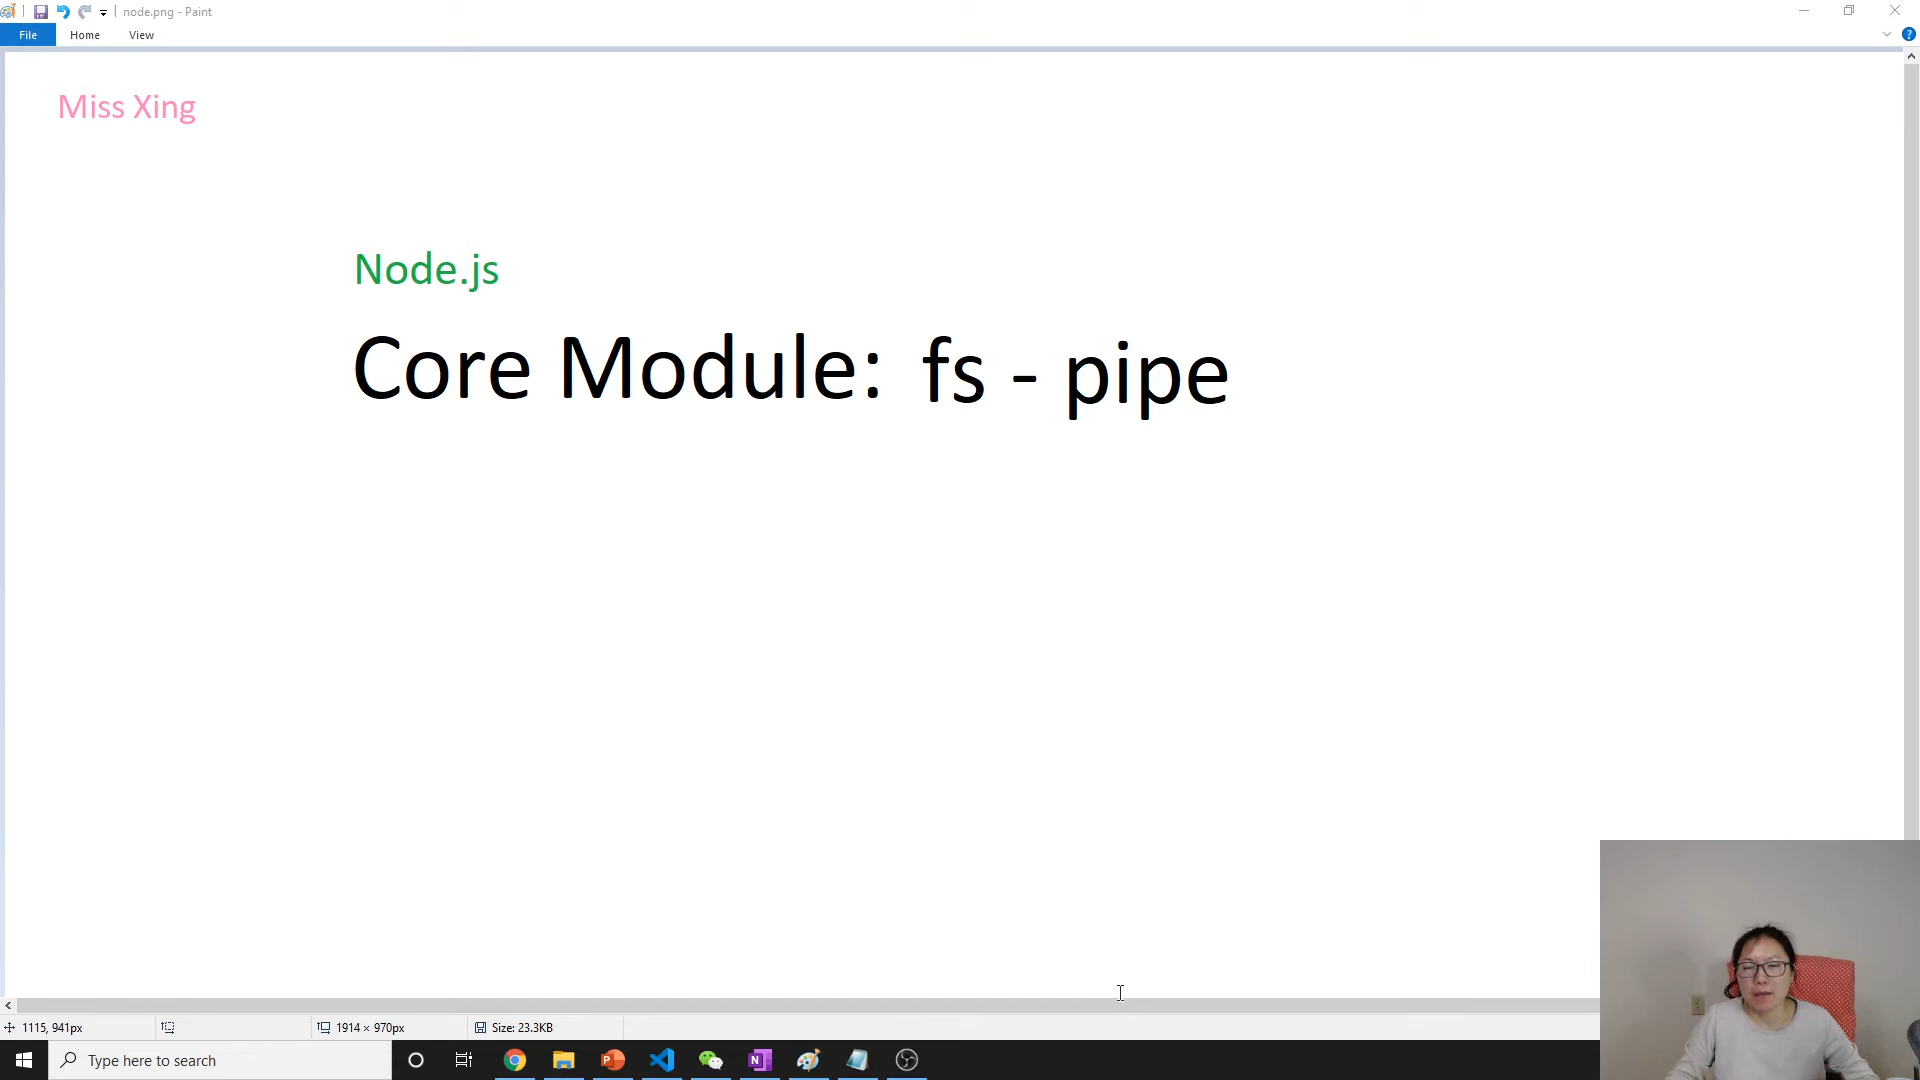 node.png - Paint
File Home View
Miss Xing
Node.js
Core Module: fs - pipe
1115, 941px
1914 × 970px
Size: 23.3KB
Type here to search